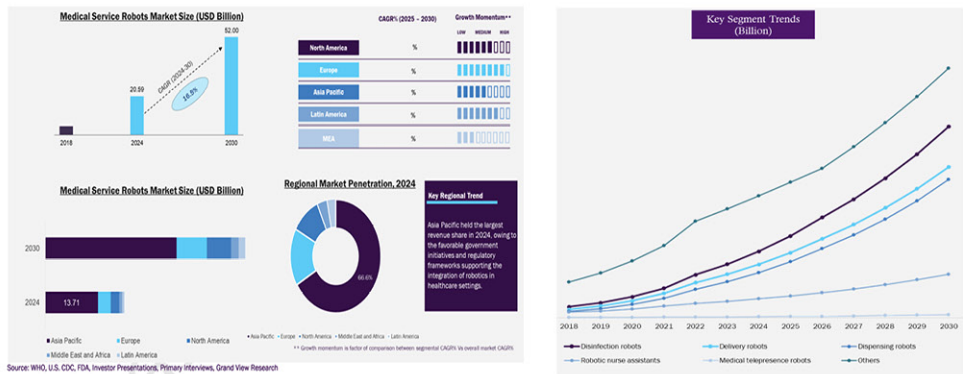 Medical Service Robots Market Size (USD Billion)
52.00
20.59
CAGR (2024-30)
16.5%
2018
2024
2030
CAGR% (2025 – 2030)
Growth Momentum**
LOW
MEDIUM
HIGH
North America
%
Europe
%
Asia Pacific
%
Latin America
%
MEA
%
Medical Service Robots Market Size (USD Billion)
2030
2024
13.71
Asia Pacific
Europe
North America
Middle East and Africa
Latin America
Regional Market Penetration, 2024
66.6%
Asia Pacific
Europe
North America
Middle East and Africa
Latin America
Key Regional Trend
Asia Pacific held the largest
revenue share in 2024, owing to
the favorable government
initiatives and regulatory
frameworks supporting the
integration of robotics in
healthcare settings.
** Growth momentum is factor of comparison between segmental CAGR% Vs overall market CAGR%
Source: WHO, U.S. CDC, FDA, Investor Presentations, Primary Interviews, Grand View Research
Key Segment Trends
(Billion)
2018 2019 2020 2021 2022 2023 2024 2025 2026 2027 2028 2029 2030
Disinfection robots
Delivery robots
Dispensing robots
Robotic nurse assistants
Medical telepresence robots
Others